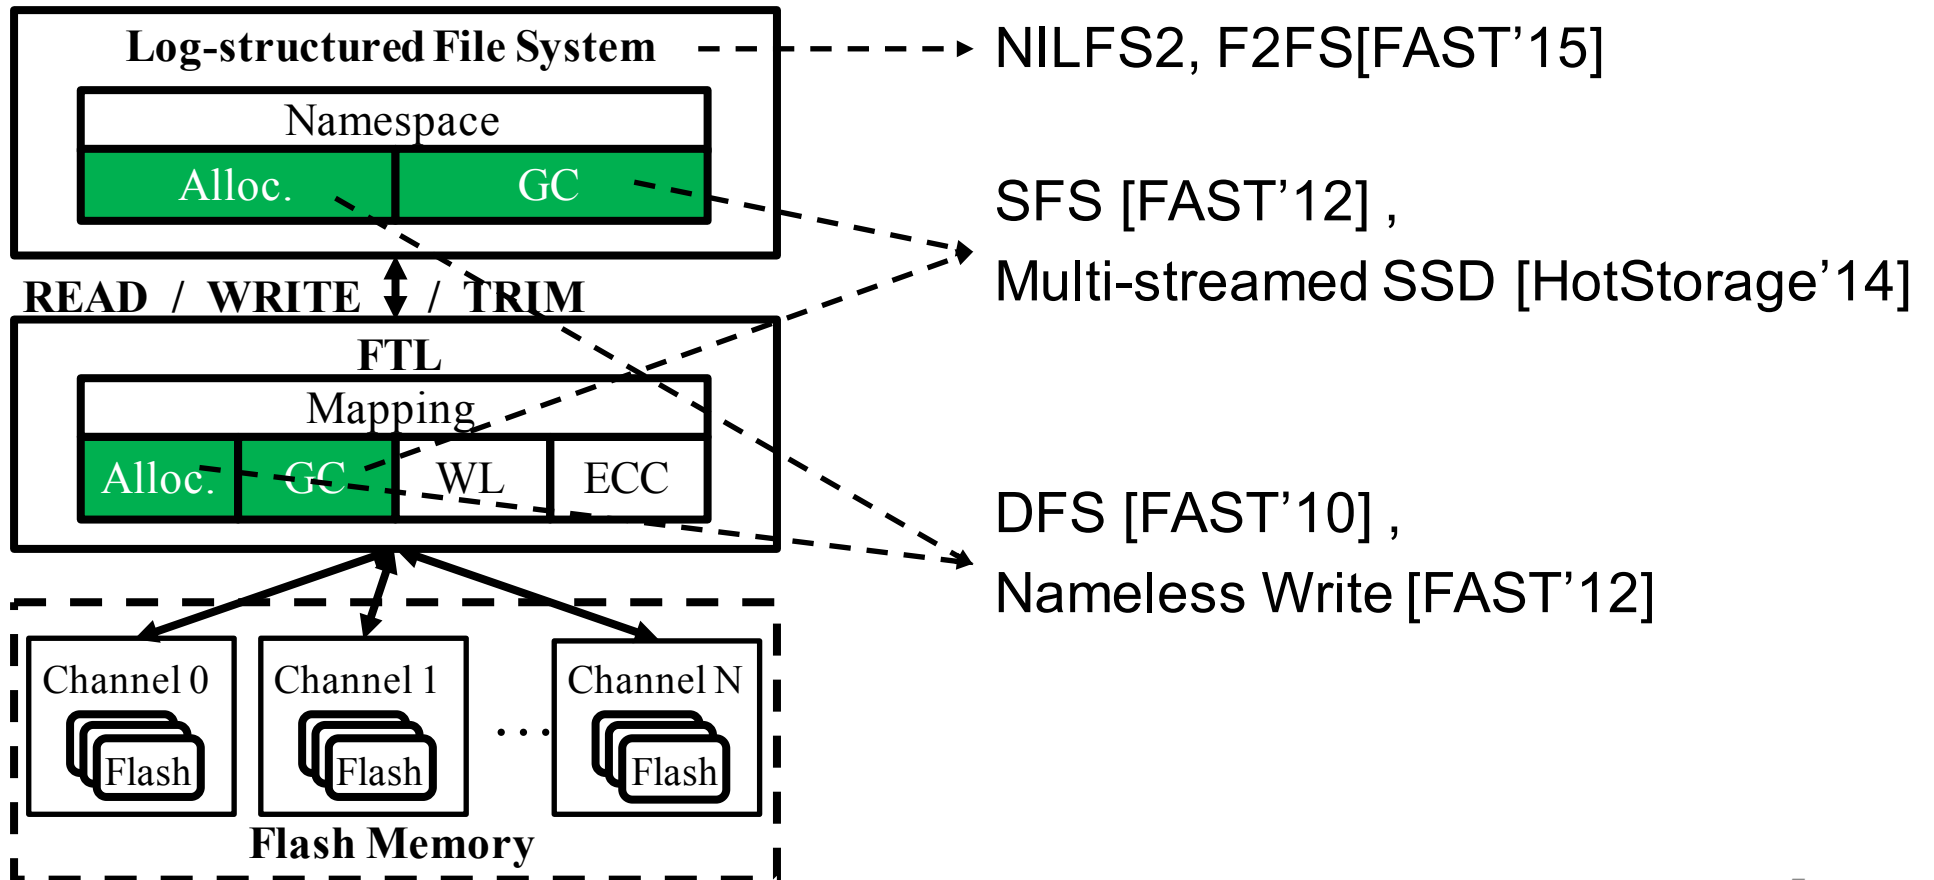 Log-structured File System
NILFS2, F2FS[FAST’15]
Namespace
Alloc.
GC
SFS [FAST’12] ,
Multi-streamed SSD [HotStorage’14]
READ / WRITE / TRIM
FTL
Mapping
Alloc.
GC
WL
ECC
DFS [FAST’10] ,
Nameless Write [FAST’12]
Channel 0
Channel 1
Channel N
Flash
Flash
...
Flash
Flash Memory